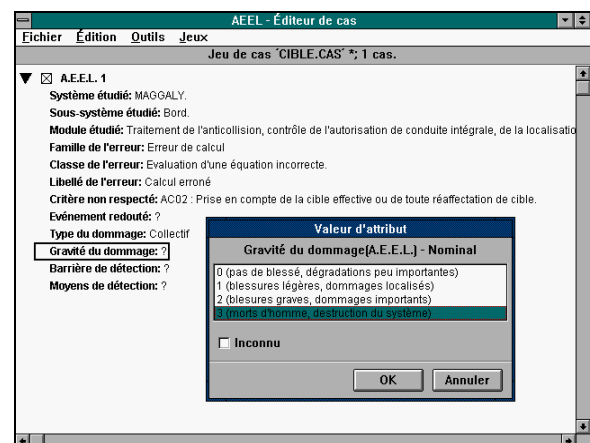 AEEL - Éditeur de cas
Fichier Édition Outils Jeux
Jeu de cas ´CIBLE.CAS´ *; 1 cas.
A.E.E.L. 1
Système étudié: MAGGALY.
Sous-système étudié: Bord.
Module étudié: Traitement de l'anticollision, contrôle de l'autorisation de conduite intégrale, de la localisatio
Famille de l'erreur: Erreur de calcul
Classe de l'erreur: Evaluation d'une équation incorrecte.
Libellé de l'erreur: Calcul erroné
Critère non respecté: AC02 : Prise en compte de la cible effective ou de toute réaffectation de cible.
Evénement redouté: ?
Type du dommage: Collectif
Gravité du dommage: ?
Barrière de détection: ?
Moyens de détection: ?
Valeur d'attribut
Gravité du dommage(A.E.E.L.) - Nominal
0 (pas de blessé, dégradations peu importantes)
1 (blessures légères, dommages localisés)
2 (blesures graves, dommages importants)
3 (morts d'homme, destruction du système)
Inconnu
OK Annuler